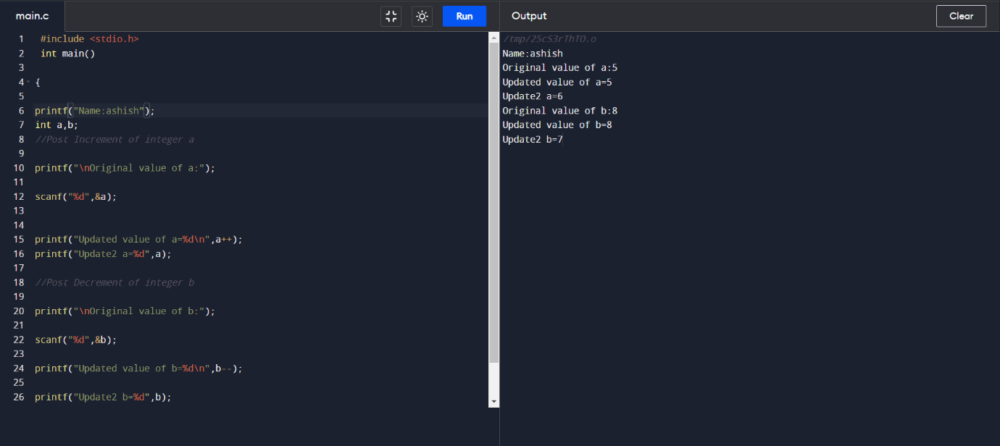 main.c
Run
1 #include <stdio.h>
2 int main()
3
4 {
5
6 printf("Name:ashish");
7 int a,b;
8 //Post Increment of integer a
9
10 printf("\nOriginal value of a:");
11
12 scanf("%d",&a);
13
14
15 printf("Updated value of a=%d\n",a++);
16 printf("Update2 a=%d",a);
17
18 //Post Decrement of integer b
19
20 printf("\nOriginal value of b:");
21
22 scanf("%d",&b);
23
24 printf("Updated value of b=%d\n",b--);
25
26 printf("Update2 b=%d",b);
Output
Clear
/tmp/25cS3rThTO.o
Name:ashish
Original value of a:5
Updated value of a=5
Update2 a=6
Original value of b:8
Updated value of b=8
Update2 b=7